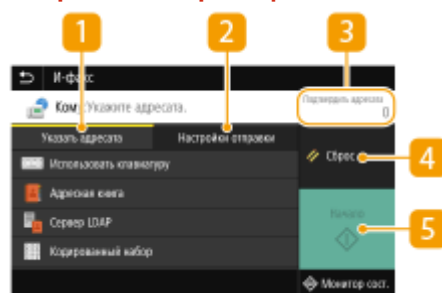 1
2
3
И-факс
Кому: Укажите адресата.
Подтвердить адресата
0
Указать адресата
Настройки отправки
Использовать клавиатуру
Сброс
4
Адресная книга
Сервер LDAP
Начало
5
Кодированный набор
Монитор сост.